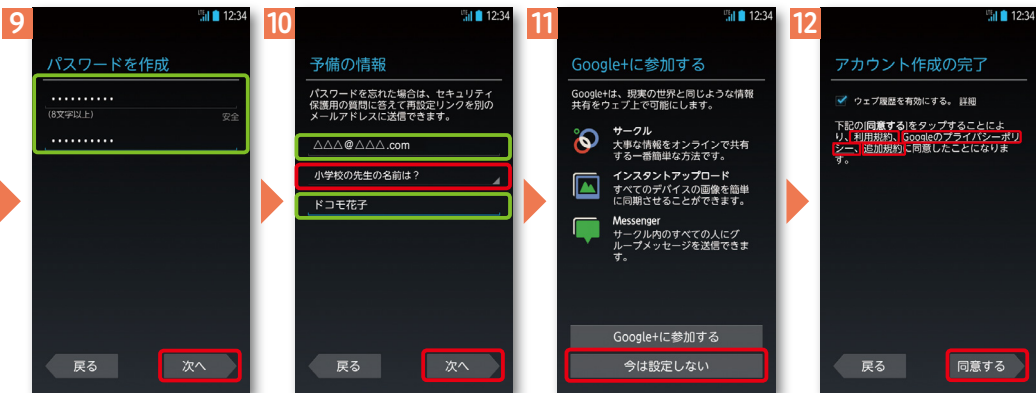 9
LTE 12:34
パスワードを作成
••••••••••
(8文字以上) 安全
••••••••••
戻る 次へ
10
LTE 12:34
予備の情報
パスワードを忘れた場合は、セキュリティ
保護用の質問に答えて再設定リンクを別の
メールアドレスに送信できます。
△△△@△△△.com
小学校の先生の名前は？
ドコモ花子
戻る 次へ
11
LTE 12:34
Google+に参加する
Google+は、現実の世界と同じような情報
共有をウェブ上で可能にします。
サークル
大事な情報をオンラインで共有
する一番簡単な方法です。
インスタントアップロード
すべてのデバイスの画像を簡単
に同期させることができます。
Messenger
サークル内のすべての人にグ
ループメッセージを送信できま
す。
Google+に参加する
今は設定しない
12
LTE 12:34
アカウント作成の完了
ウェブ履歴を有効にする。 詳細
下記の[同意する]をタップすることによ
り、利用規約、Googleのプライバシーポリ
シー、追加規約に同意したことになりま
す。
戻る 同意する